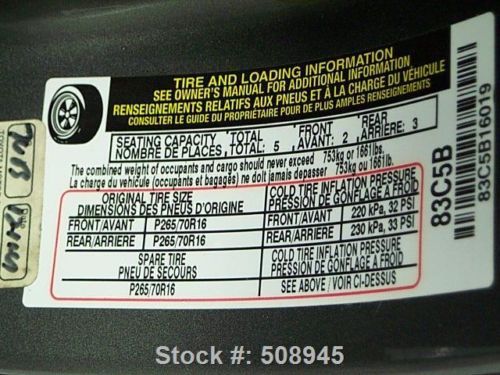 TIRE AND LOADING INFORMATION
SEE OWNER'S MANUAL FOR ADDITIONAL INFORMATION
RENSEIGNEMENTS RELATIFS AUX PNEUS ET À LA CHARGE DU VÉHICULE
CONSULTER LE GUIDE DU PROPRIÉTAIRE POUR DE PLUS AMPLES RENSEIGNEMENTS
SEATING CAPACITY TOTAL FRONT REAR
NOMBRE DE PLACES, TOTAL: 5 AVANT: 2 ARRIÈRE: 3
The combined weight of occupants and cargo should never exceed 753kg or 1661lbs.
La charge du véhicule (occupants et bagages) ne doit jamais depasser 753kg ou 1661lb.
ORIGINAL TIRE SIZE COLD TIRE INFLATION PRESSURE
DIMENSIONS DES PNEUS D'ORIGINE PRESSION DE GONFLAGE A FROID
FRONT/AVANT P265/70R16 220 kPa, 32 PSI
REAR/ARRIERE P265/70R16 230 kPa, 33 PSI
SPARE TIRE COLD TIRE INFLATION PRESSURE
PNEU DE SECOURS PRESSION DE GONFLAGE A FROID
P265/70R16 SEE ABOVE / VOIR CI-DESSUS
83C5B
83C5B16019
Stock #: 508945